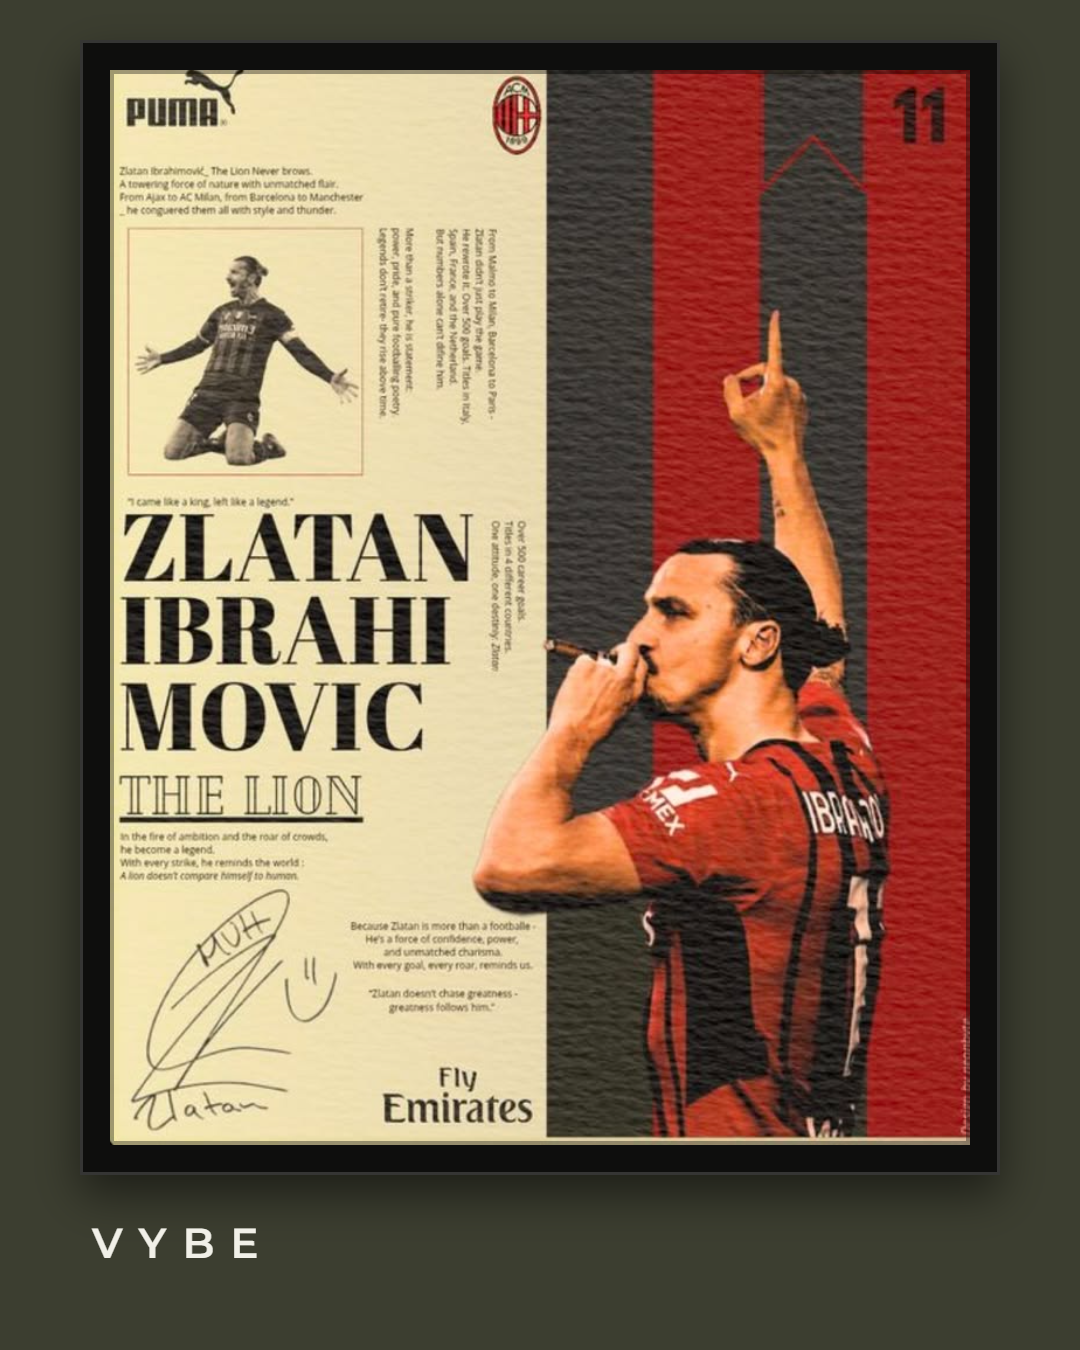 PUMA
ACM
1899
11
Zlatan Ibrahimović_ The Lion Never brows.
A towering force of nature with unmatched flair.
From Ajax to AC Milan, from Barcelona to Manchester
_ he conguered them all with style and thunder.
From Malmo to Milan, Barcelona to Paris -
Zlatan didn't just play the game.
He rewrote it. Over 500 goals. Titles in Italy,
Spain, France, and the Netherland.
But numbers alone can't difine him.
More than a striker, he is statement:
power, pride, and pure footballing poetry.
Legends don't retire- they rise above time.
"I came like a king, left like a legend."
ZLATAN
IBRAHI
MOVIC
Over 500 career goals.
Titles in 4 different countries.
One attitude, one destiniy: Zlatan
THE LION
In the fire of ambition and the roar of crowds,
he become a legend.
With every strike, he reminds the world :
A lion doesn't compare himself to human.
MUH
Zlatan
Because Zlatan is more than a footballe -
He's a force of confidence, power,
and unmatched charisma.
With every goal, every roar, reminds us.
"Zlatan doesn't chase greatness -
greatness follows him."
Fly
Emirates
IBRA
11
VYBE